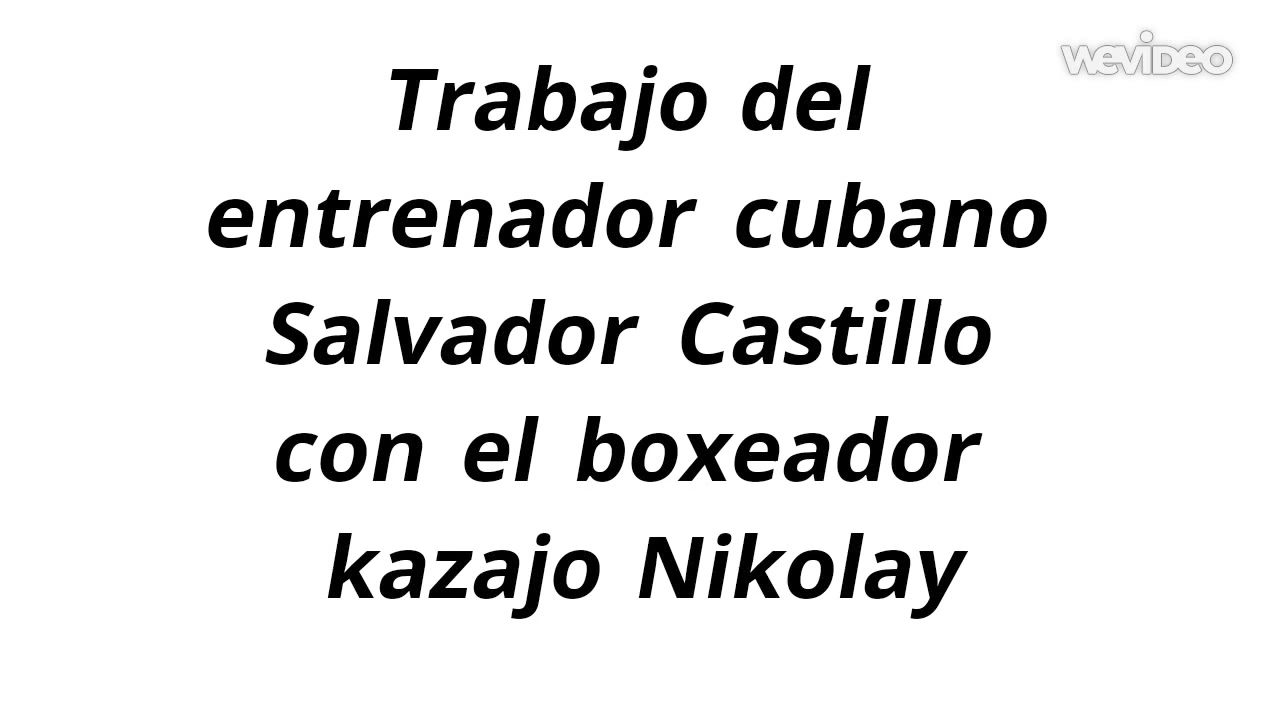 wevideo
Trabajo del
entrenador cubano
Salvador Castillo
con el boxeador
kazajo Nikolay